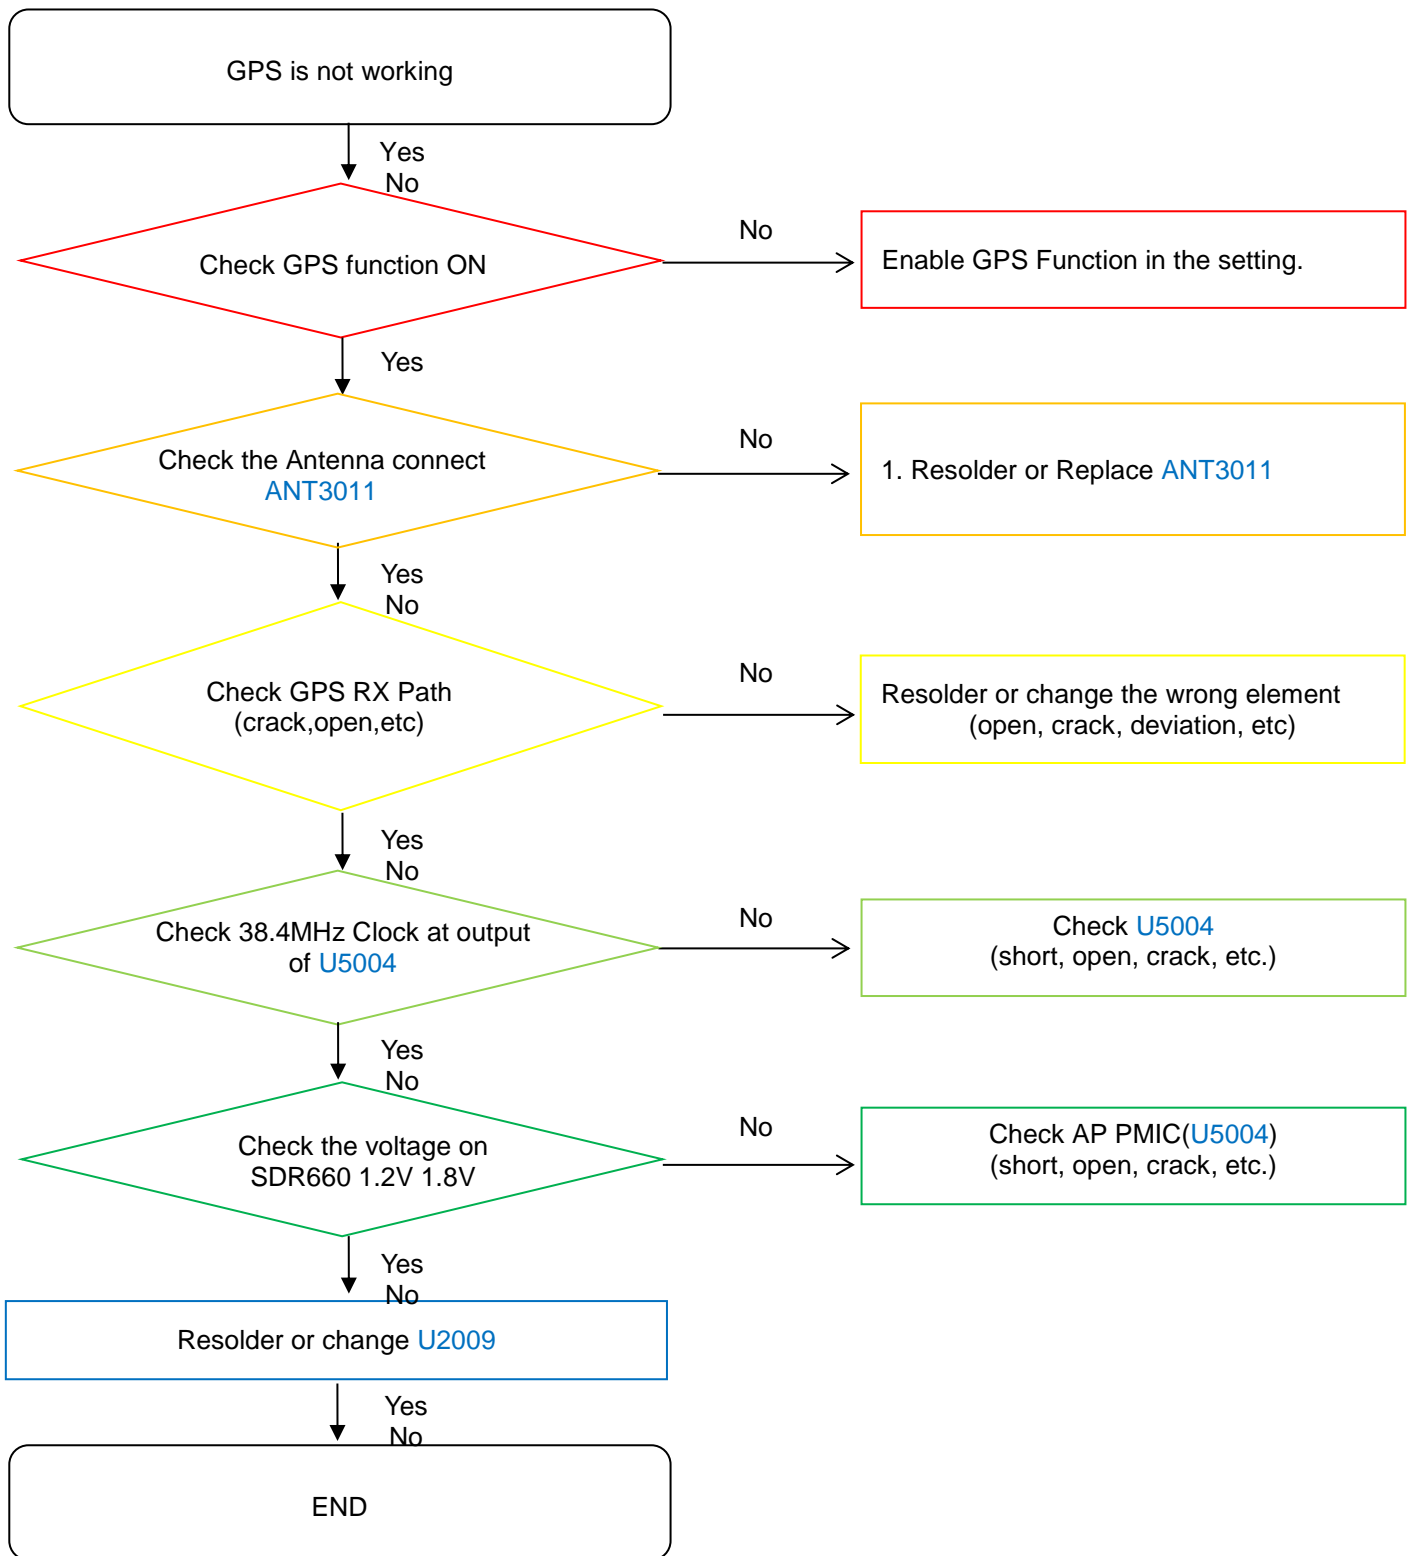 GPS is not working
Yes
No
Check GPS function ON
No
Enable GPS Function in the setting.
Yes
Check the Antenna connect
ANT3011
No
1. Resolder or Replace ANT3011
Yes
No
Check GPS RX Path
(crack,open,etc)
No
Resolder or change the wrong element
(open, crack, deviation, etc)
Yes
No
Check 38.4MHz Clock at output
of U5004
No
Check U5004
(short, open, crack, etc.)
Yes
No
Check the voltage on
SDR660 1.2V 1.8V
No
Check AP PMIC(U5004)
(short, open, crack, etc.)
Yes
No
Resolder or change U2009
Yes
No
END